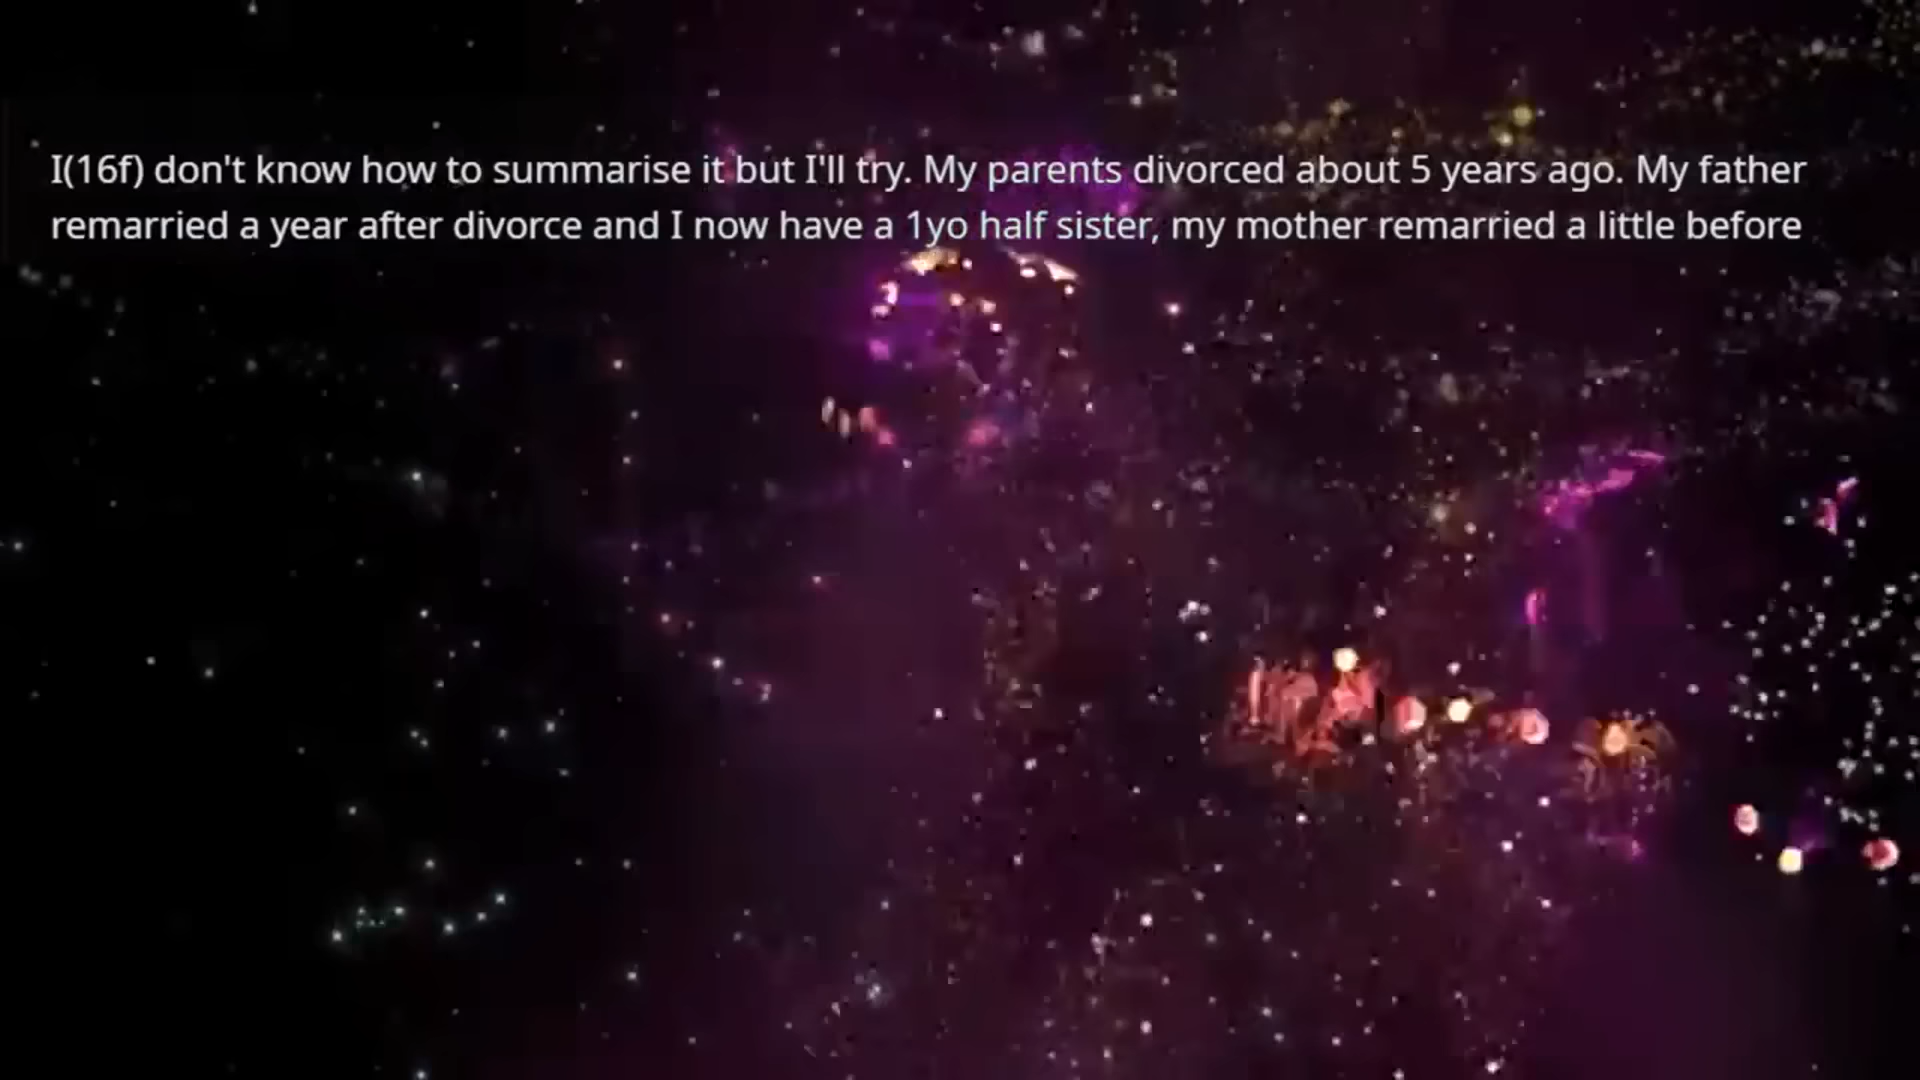 I(16f) don't know how to summarise it but I'll try. My parents divorced about 5 years ago. My father
remarried a year after divorce and I now have a 1yo half sister, my mother remarried a little before